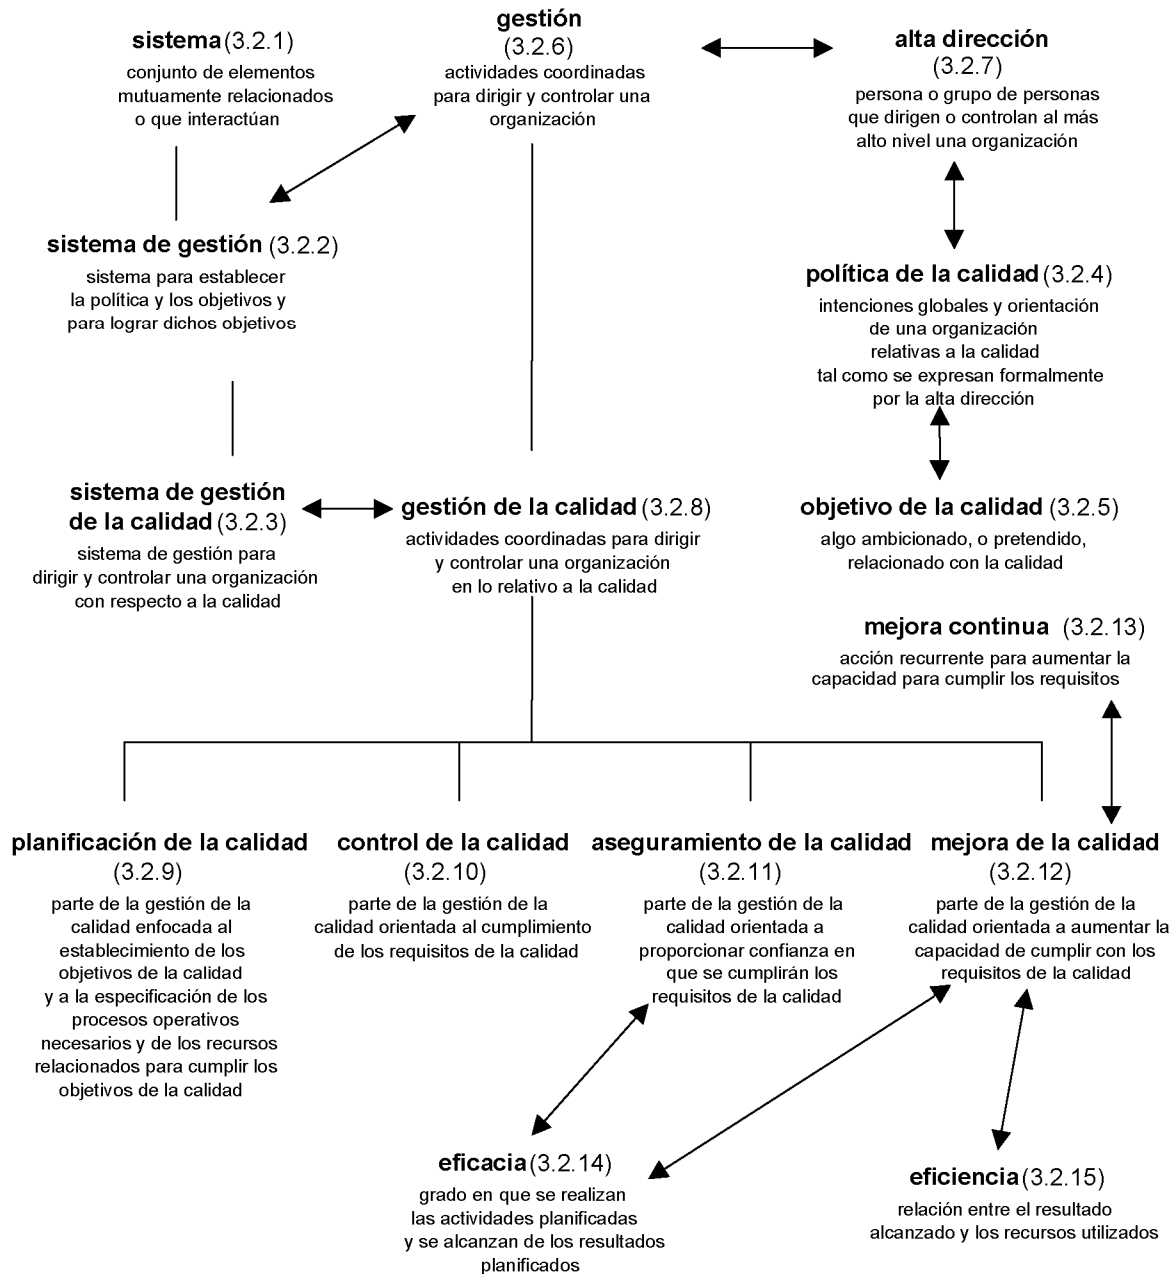 sistema (3.2.1)
conjunto de elementos
mutuamente relacionados
o que interactúan
gestión
(3.2.6)
actividades coordinadas
para dirigir y controlar una
organización
alta dirección
(3.2.7)
persona o grupo de personas
que dirigen o controlan al más
alto nivel una organización
sistema de gestión (3.2.2)
sistema para establecer
la política y los objetivos y
para lograr dichos objetivos
política de la calidad (3.2.4)
intenciones globales y orientación
de una organización
relativas a la calidad
tal como se expresan formalmente
por la alta dirección
sistema de gestión
de la calidad (3.2.3)
sistema de gestión para
dirigir y controlar una organización
con respecto a la calidad
gestión de la calidad (3.2.8)
actividades coordinadas para dirigir
y controlar una organización
en lo relativo a la calidad
objetivo de la calidad (3.2.5)
algo ambicionado, o pretendido,
relacionado con la calidad
mejora continua (3.2.13)
acción recurrente para aumentar la
capacidad para cumplir los requisitos
planificación de la calidad
(3.2.9)
parte de la gestión de la
calidad enfocada al
establecimiento de los
objetivos de la calidad
y a la especificación de los
procesos operativos
necesarios y de los recursos
relacionados para cumplir los
objetivos de la calidad
control de la calidad
(3.2.10)
parte de la gestión de la
calidad orientada al cumplimiento
de los requisitos de la calidad
aseguramiento de la calidad
(3.2.11)
parte de la gestión de la
calidad orientada a
proporcionar confianza en
que se cumplirán los
requisitos de la calidad
mejora de la calidad
(3.2.12)
parte de la gestión de la
calidad orientada a aumentar la
capacidad de cumplir con los
requisitos de la calidad
eficacia (3.2.14)
grado en que se realizan
las actividades planificadas
y se alcanzan de los resultados
planificados
eficiencia (3.2.15)
relación entre el resultado
alcanzado y los recursos utilizados